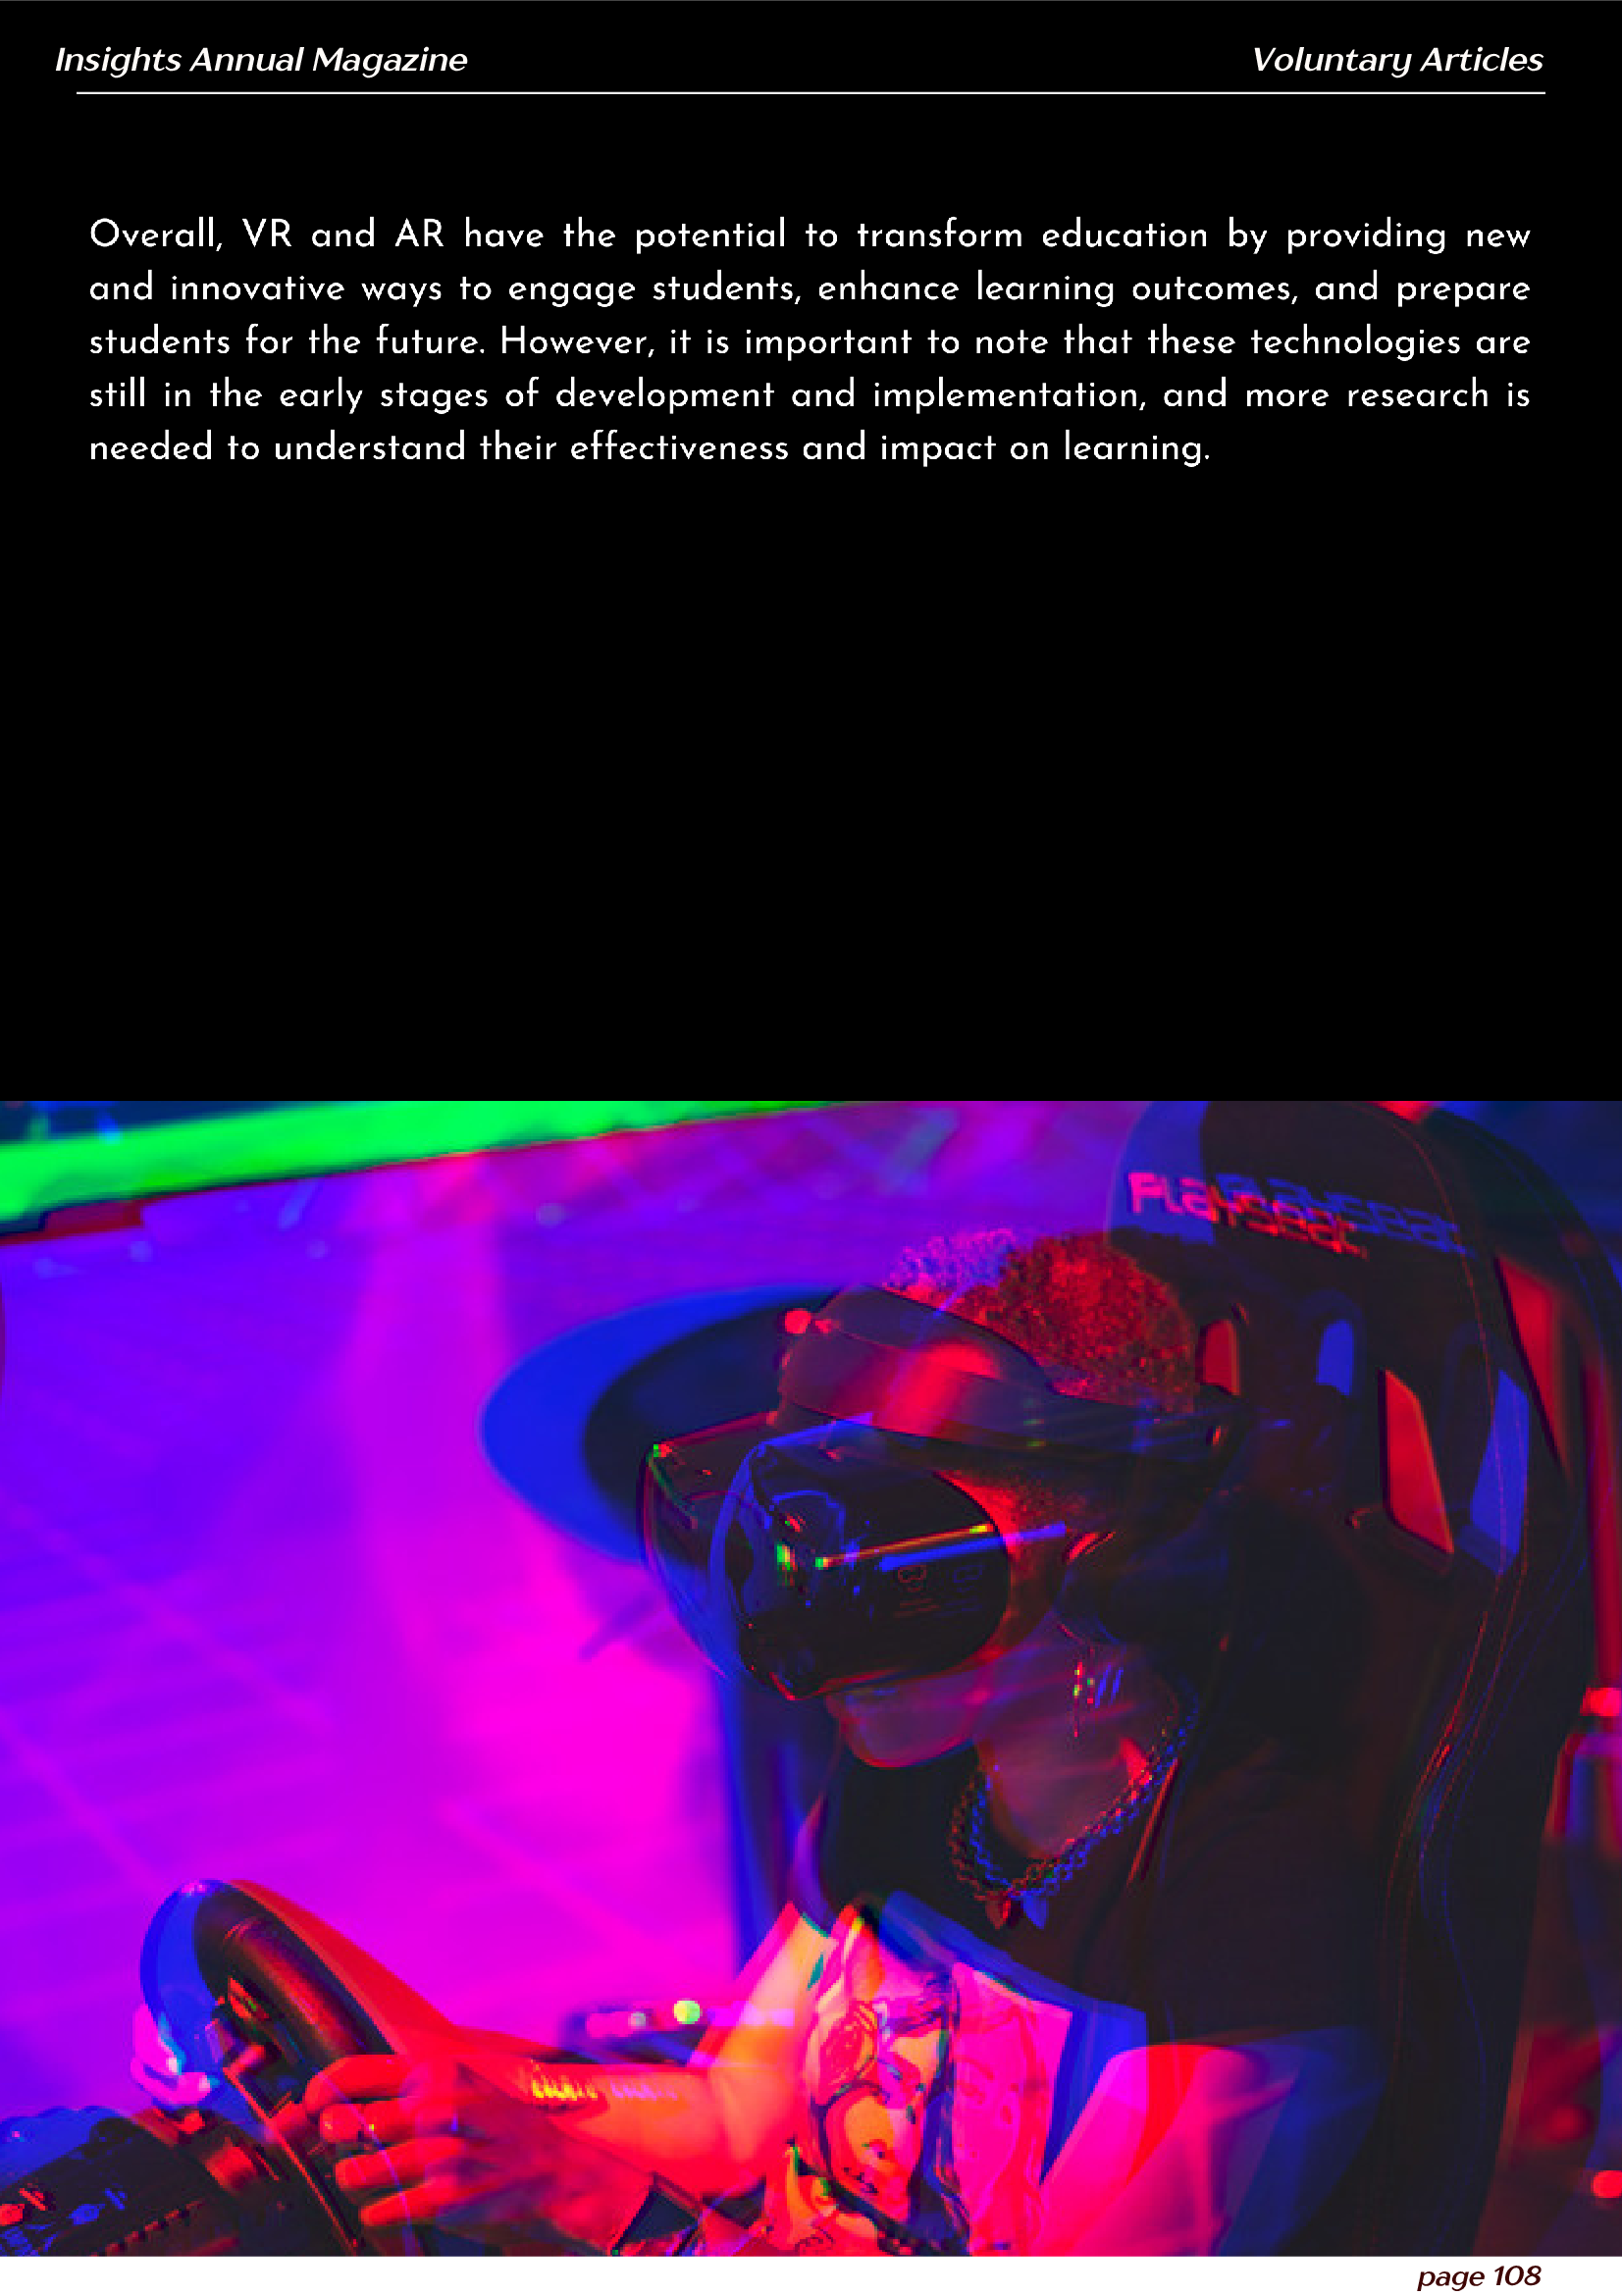 Insights Annual Magazine
Voluntary Articles
Overall, VR and AR have the potential to transform education by providing new
and innovative ways to engage students, enhance learning outcomes, and prepare
students for the future. However, it is important to note that these technologies are
still in the early stages of development and implementation, and more research is
needed to understand their effectiveness and impact on learning.
PLAYSEAT
page 108